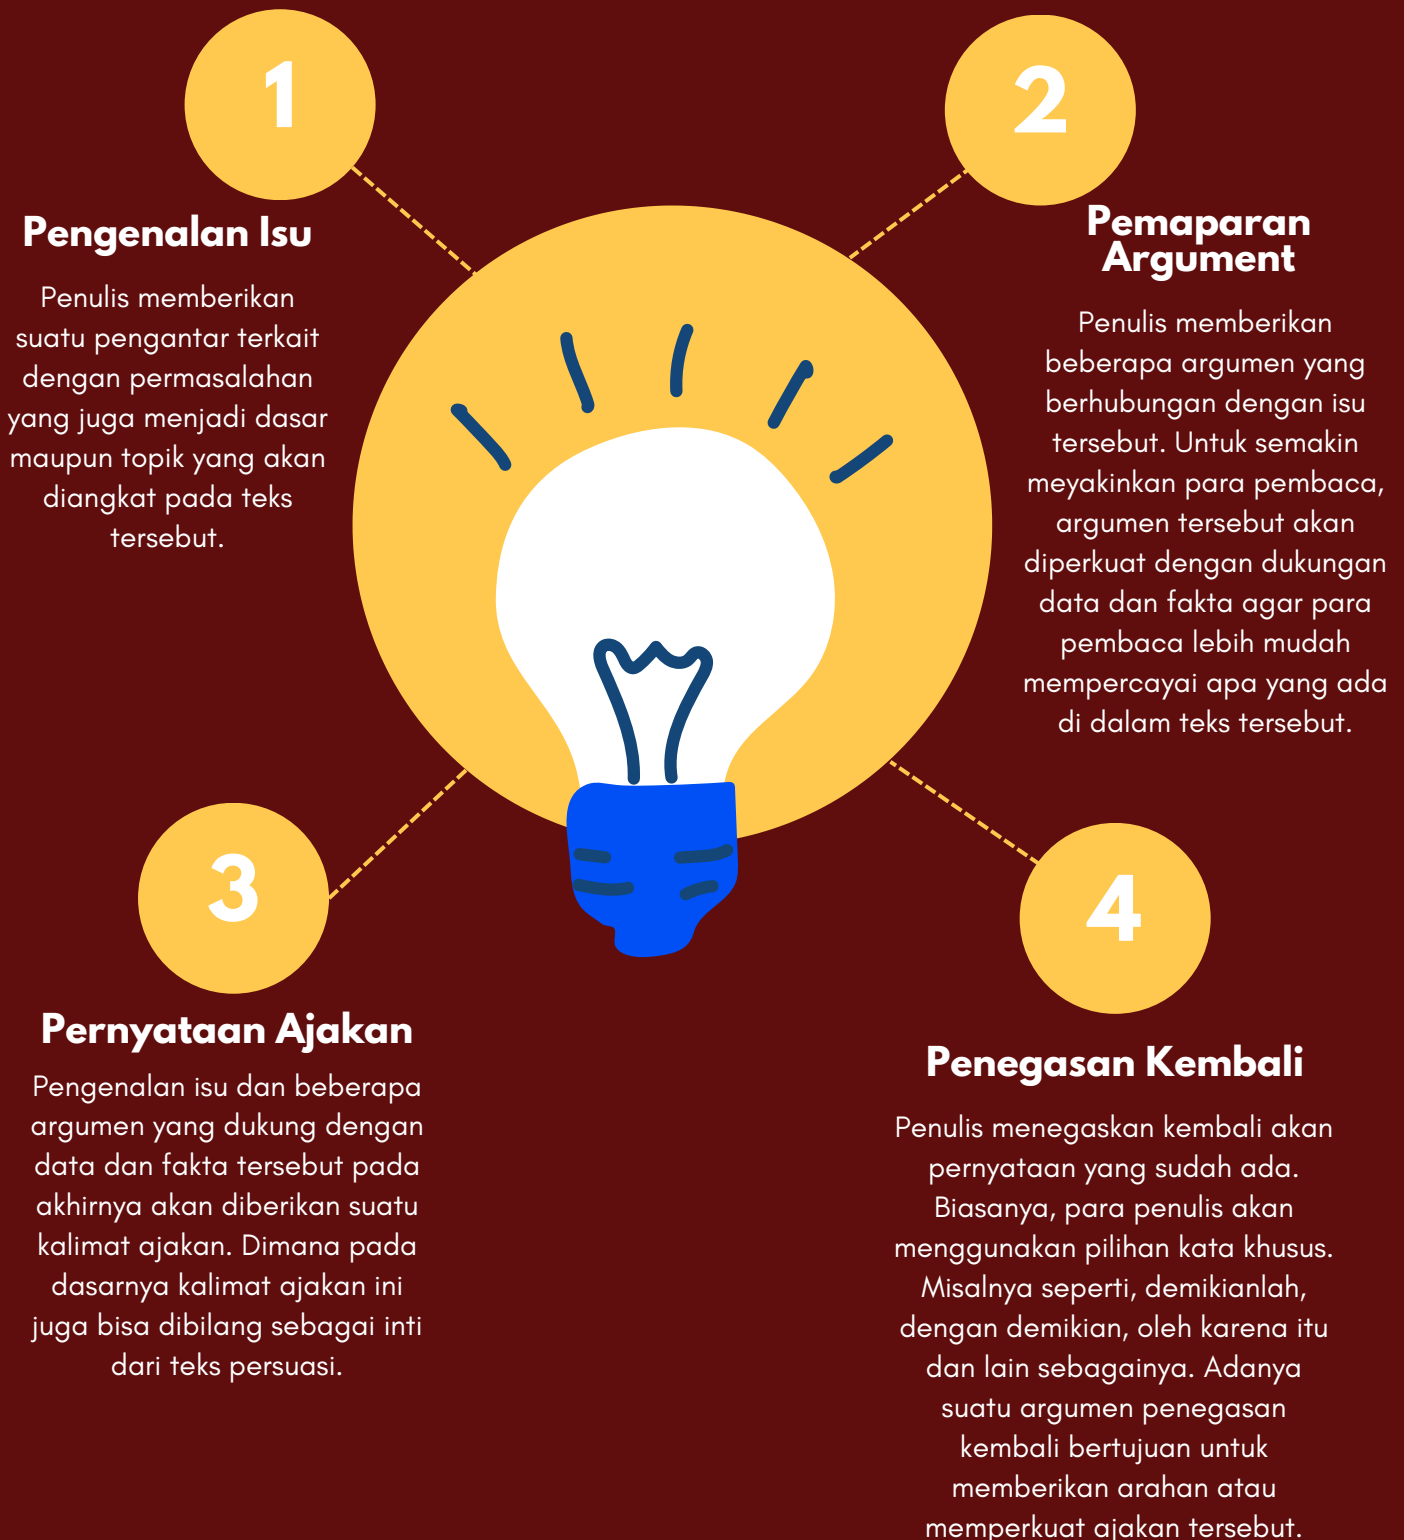 1
Pengenalan Isu
Penulis memberikan
suatu pengantar terkait
dengan permasalahan
yang juga menjadi dasar
maupun topik yang akan
diangkat pada teks
tersebut.
2
Pemaparan
Argument
Penulis memberikan
beberapa argumen yang
berhubungan dengan isu
tersebut. Untuk semakin
meyakinkan para pembaca,
argumen tersebut akan
diperkuat dengan dukungan
data dan fakta agar para
pembaca lebih mudah
mempercayai apa yang ada
di dalam teks tersebut.
3
Pernyataan Ajakan
Pengenalan isu dan beberapa
argumen yang dukung dengan
data dan fakta tersebut pada
akhirnya akan diberikan suatu
kalimat ajakan. Dimana pada
dasarnya kalimat ajakan ini
juga bisa dibilang sebagai inti
dari teks persuasi.
4
Penegasan Kembali
Penulis menegaskan kembali akan
pernyataan yang sudah ada.
Biasanya, para penulis akan
menggunakan pilihan kata khusus.
Misalnya seperti, demikianlah,
dengan demikian, oleh karena itu
dan lain sebagainya. Adanya
suatu argumen penegasan
kembali bertujuan untuk
memberikan arahan atau
memperkuat ajakan tersebut.